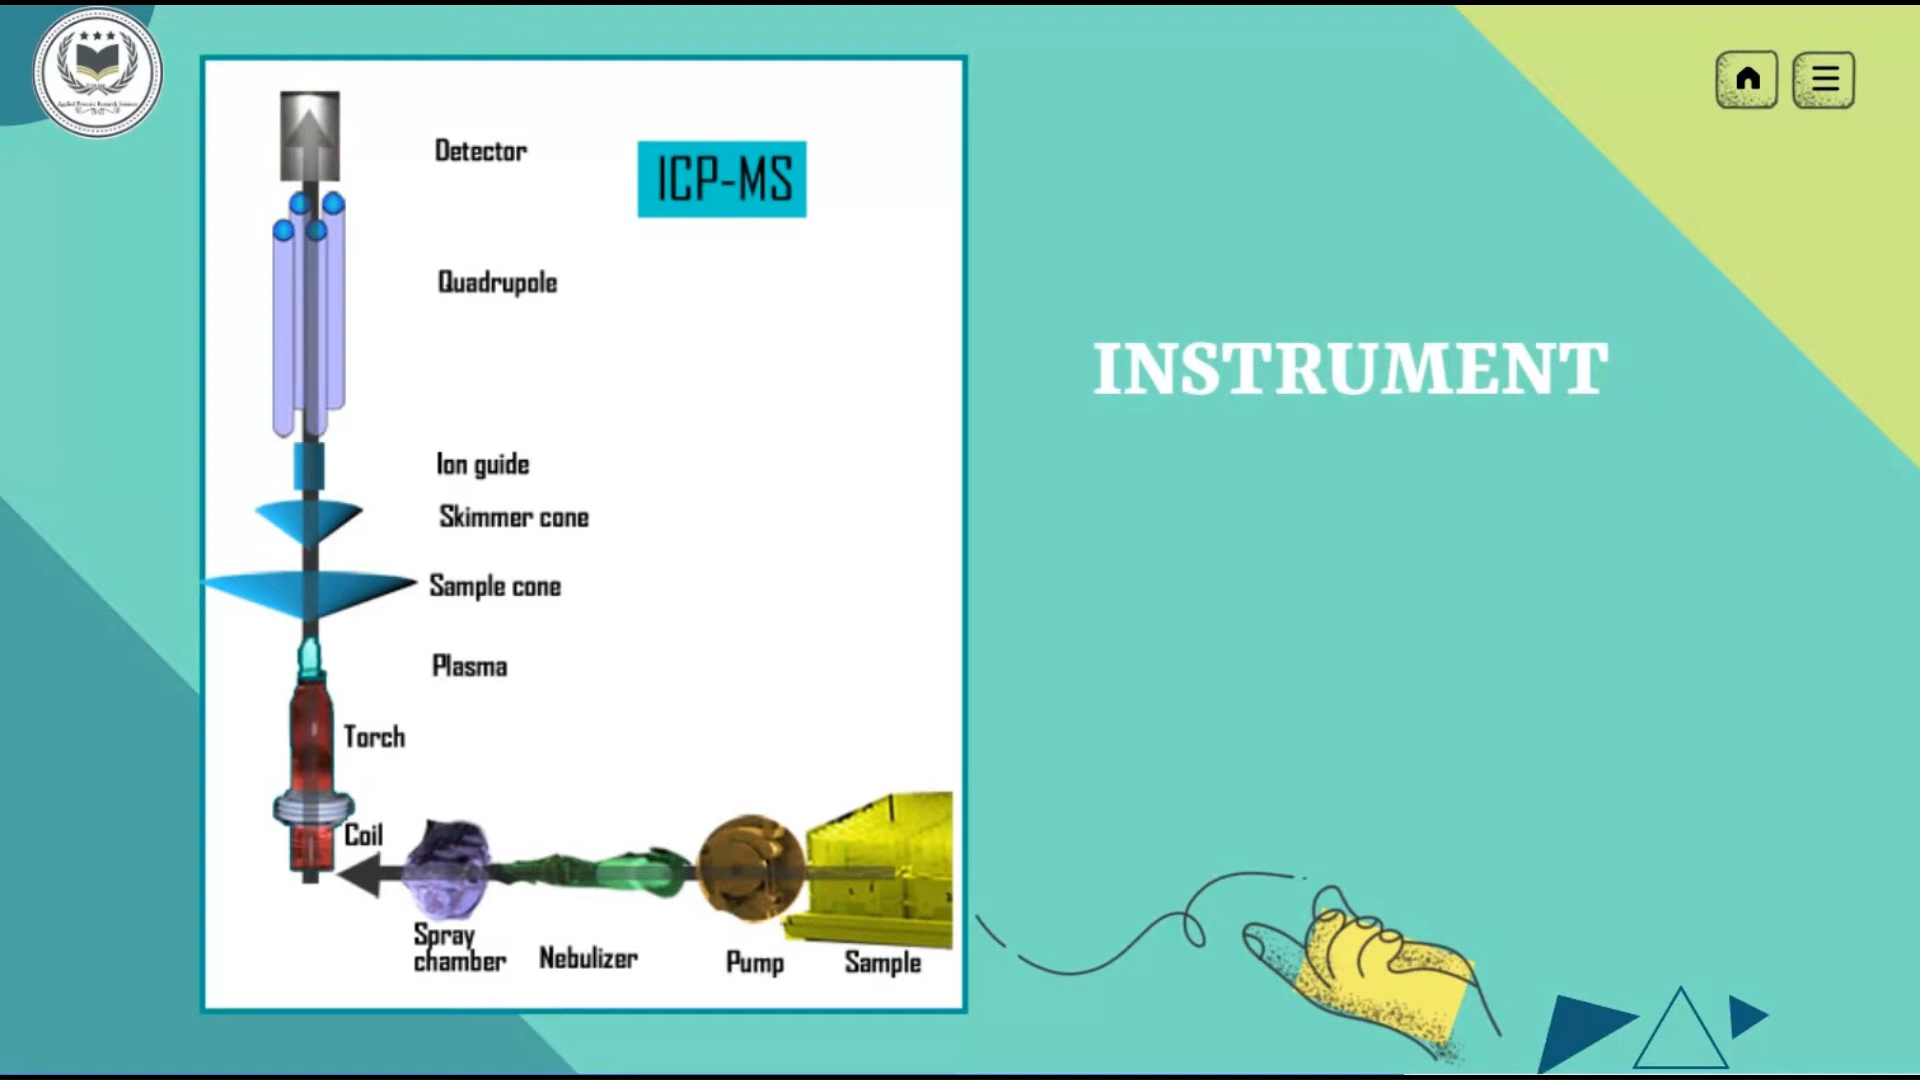 Detector
ICP-MS
Quadrupole
INSTRUMENT
Ion guide
Skimmer cone
Sample cone
Plasma
Torch
Coil
Spray
chamber
Nebulizer
Pump
Sample